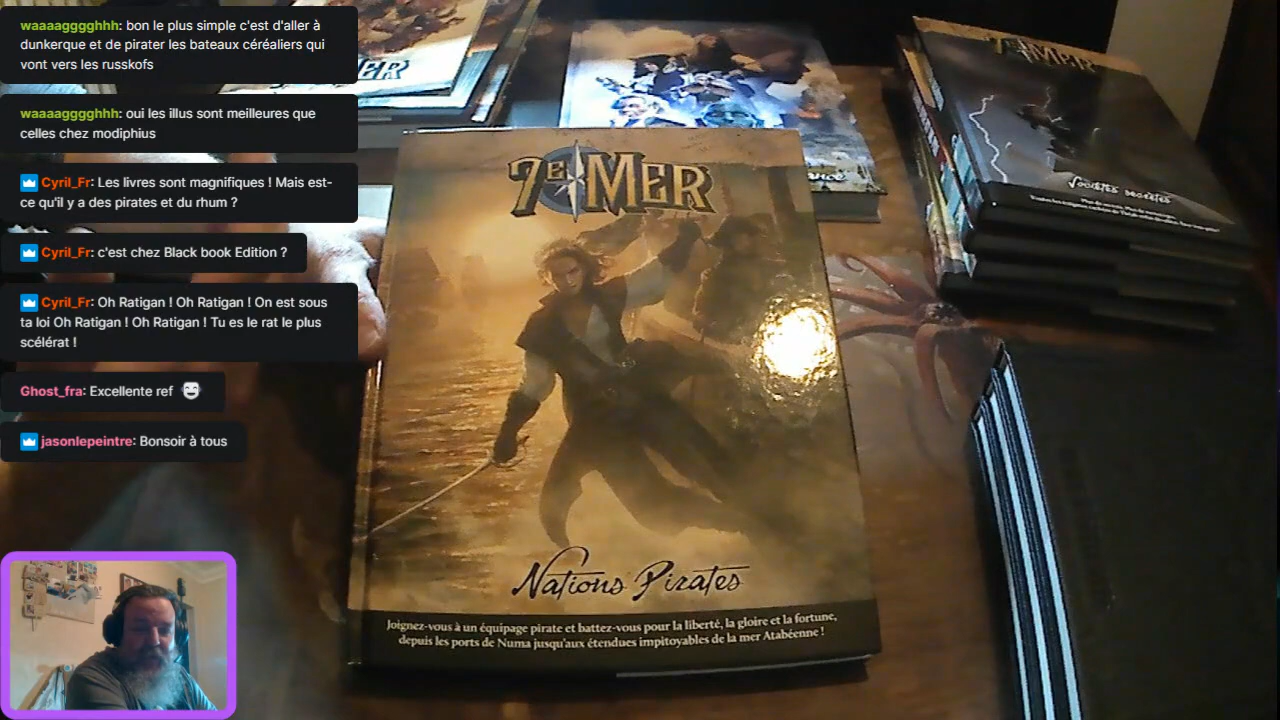 waaaagggghhh: bon le plus simple c'est d'aller à
dunkerque et de pirater les bateaux céréaliers qui
vont vers les russkofs
waaaagggghhh: oui les illus sont meilleures que
celles chez modiphius
Cyril_Fr: Les livres sont magnifiques ! Mais est-
ce qu'il y a des pirates et du rhum ?
Cyril_Fr: c'est chez Black book Edition ?
Cyril_Fr: Oh Ratigan ! Oh Ratigan ! On est sous
ta loi Oh Ratigan ! Oh Ratigan ! Tu es le rat le plus
scélérat !
Ghost_fra: Excellente ref
jasonlepeintre: Bonsoir à tous
7e MER
Nations Pirates
Joignez-vous à un équipage pirate et battez-vous pour la liberté, la gloire et la fortune,
depuis les ports de Numa jusqu'aux étendues impitoyables de la mer Atabéenne !
7e MER
Sociétés secrètes